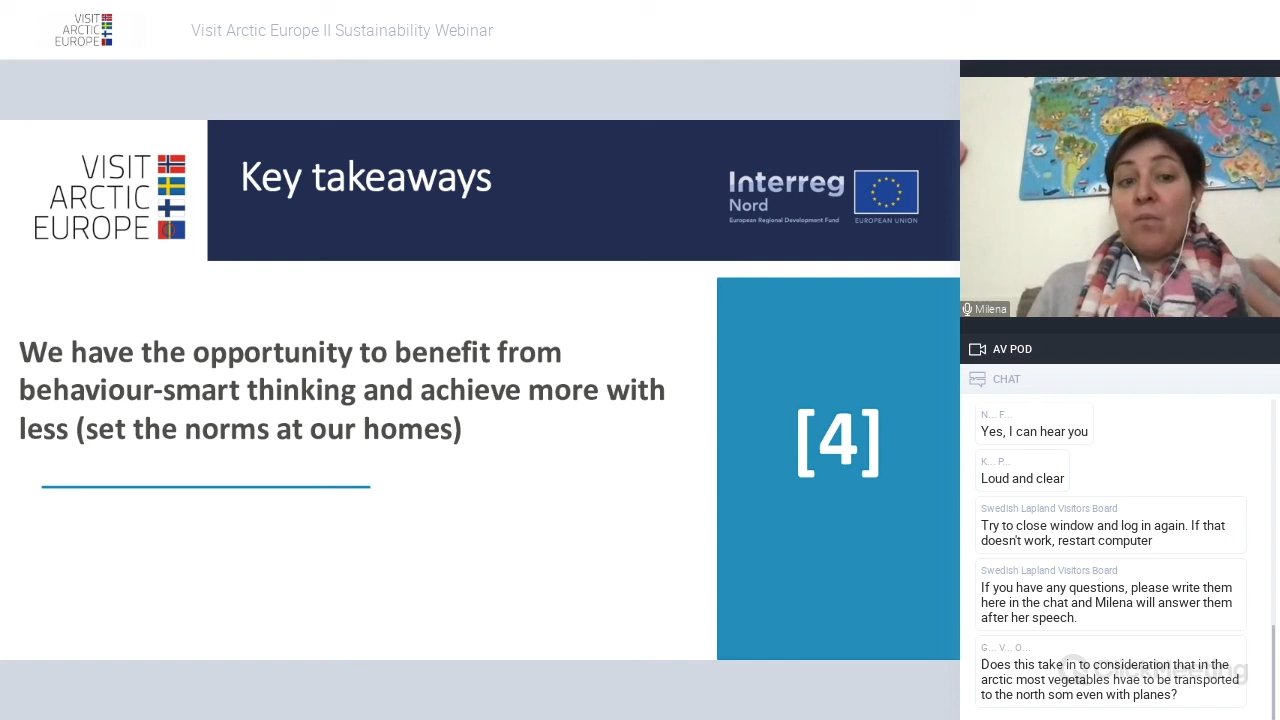 VISIT
ARCTIC
EUROPE
Visit Arctic Europe II Sustainability Webinar
VISIT
ARCTIC
EUROPE
Key takeaways
Interreg
Nord
European Regional Development Fund
EUROPEAN UNION
We have the opportunity to benefit from
behaviour-smart thinking and achieve more with
less (set the norms at our homes)
[4]
Milena
AV POD
CHAT
N... F...
Yes, I can hear you
K... P...
Loud and clear
Swedish Lapland Visitors Board
Try to close window and log in again. If that
doesn't work, restart computer
Swedish Lapland Visitors Board
If you have any questions, please write them
here in the chat and Milena will answer them
after her speech.
G... V... O...
Does this take in to consideration that in the
arctic most vegetables hvae to be transported
to the north som even with planes?
ClickMeeting